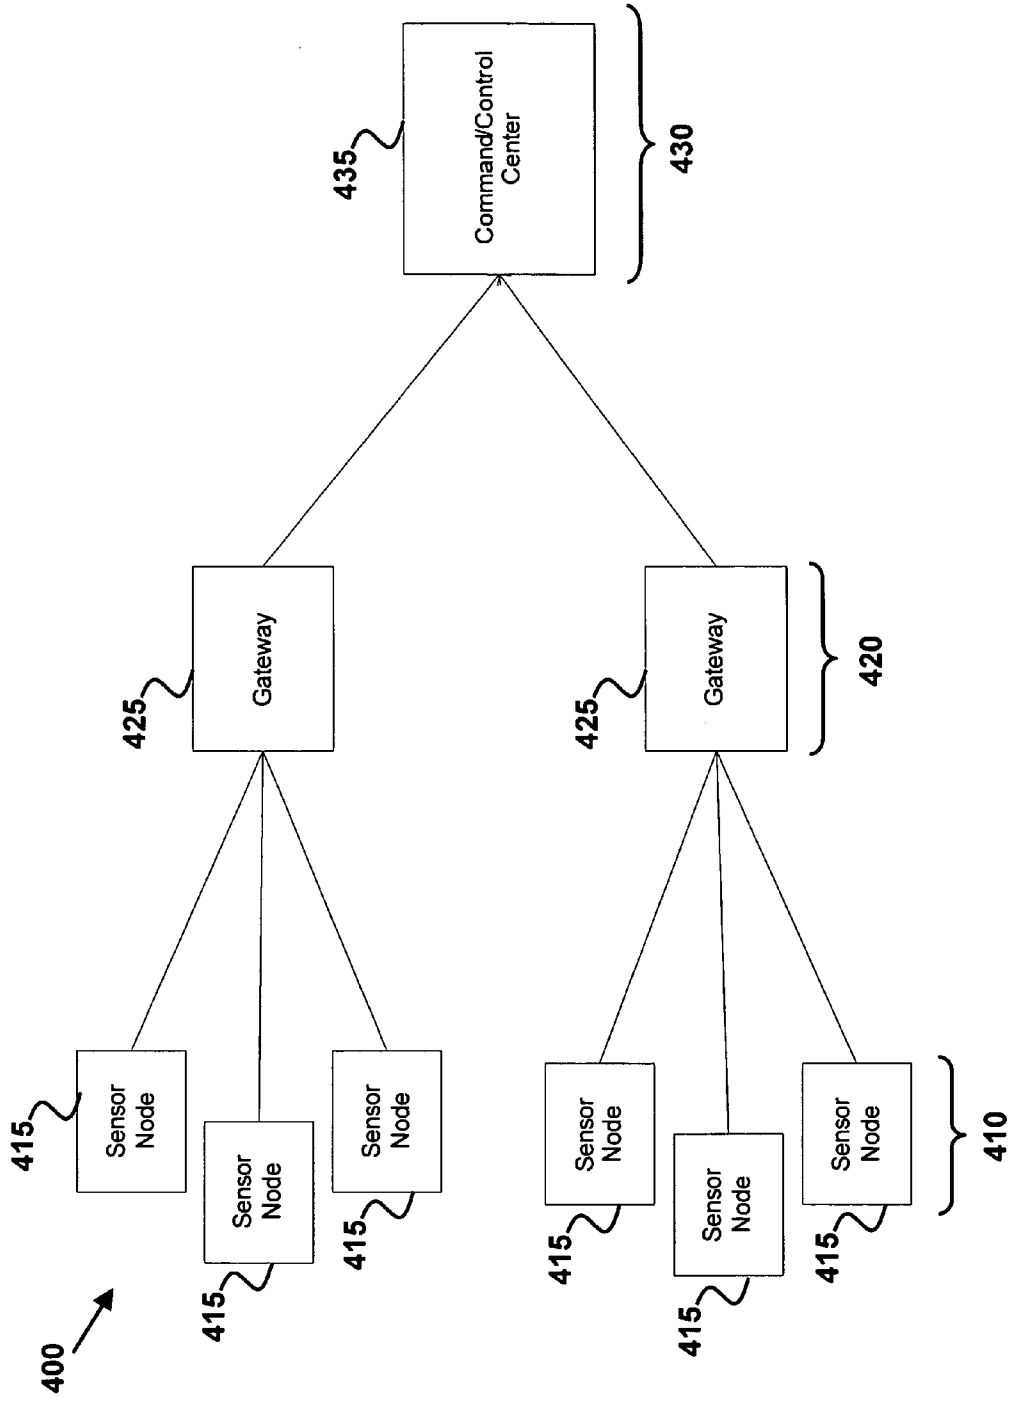 400
415
Sensor
Node
415
Sensor
Node
415
Sensor
Node
425
Gateway
435
Command/Control
Center
430
415
Sensor
Node
415
Sensor
Node
415
Sensor
Node
410
425
Gateway
420